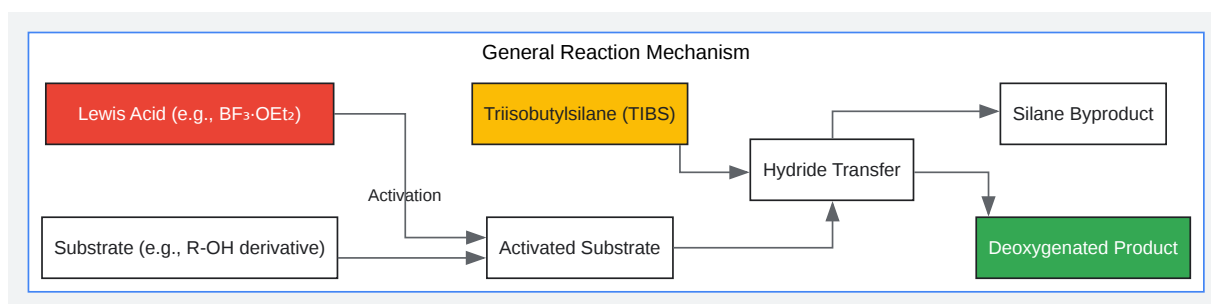 General Reaction Mechanism
Lewis Acid (e.g., BF₃·OEt₂)
Triisobutylsilane (TIBS)
Silane Byproduct
Hydride Transfer
Activation
Substrate (e.g., R-OH derivative)
Activated Substrate
Deoxygenated Product